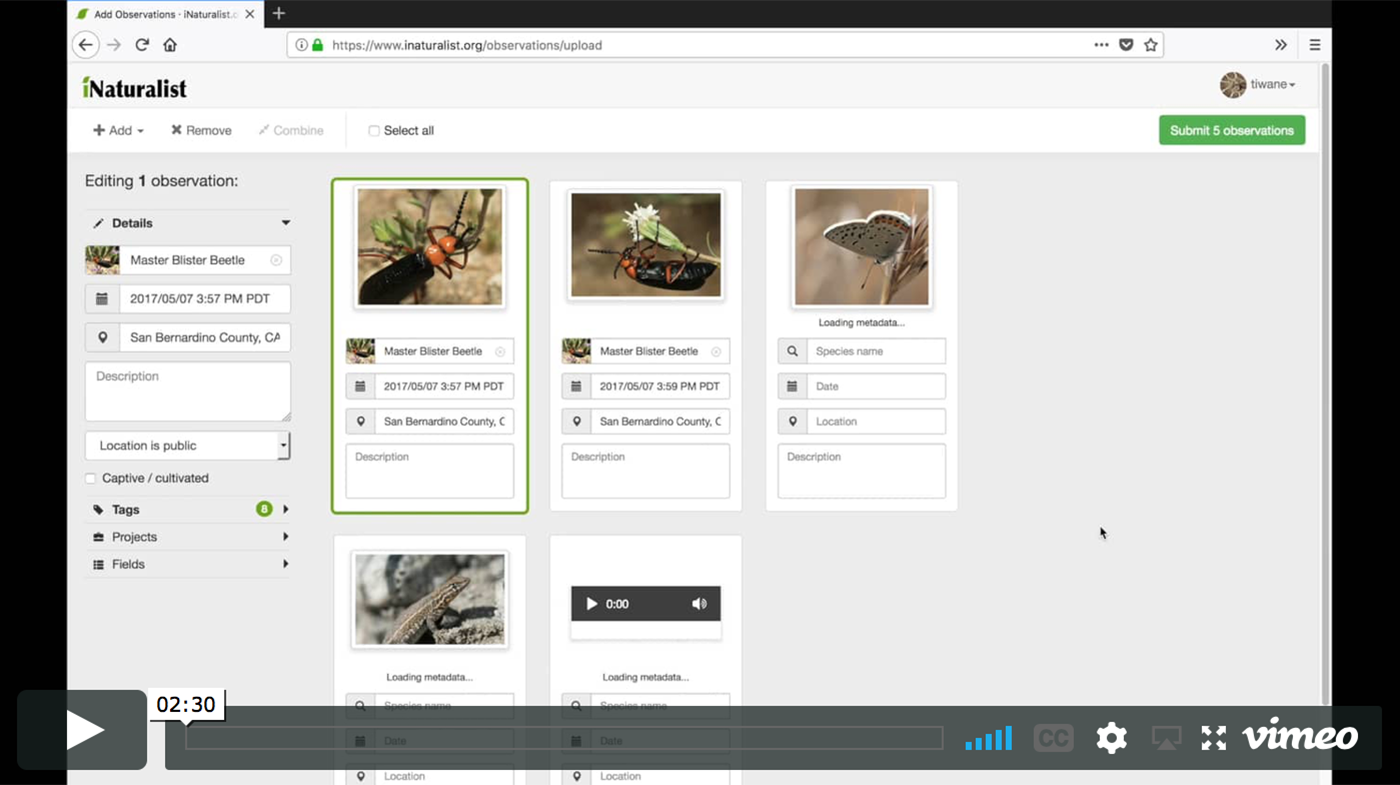 Add Observations · iNaturalist.o
https://www.inaturalist.org/observations/upload
iNaturalist
tiwane
Add
Remove
Combine
Select all
Submit 5 observations
Editing 1 observation:
Details
Master Blister Beetle
2017/05/07 3:57 PM PDT
San Bernardino County, CA
Description
Location is public
Captive / cultivated
Tags
8
Projects
Fields
Master Blister Beetle
2017/05/07 3:57 PM PDT
San Bernardino County, C
Description
Master Blister Beetle
2017/05/07 3:59 PM PDT
San Bernardino County, C
Description
Loading metadata...
Species name
Date
Location
Description
Loading metadata...
Species name
Date
Location
0:00
Loading metadata...
Species name
Date
Location
02:30
CC
vimeo